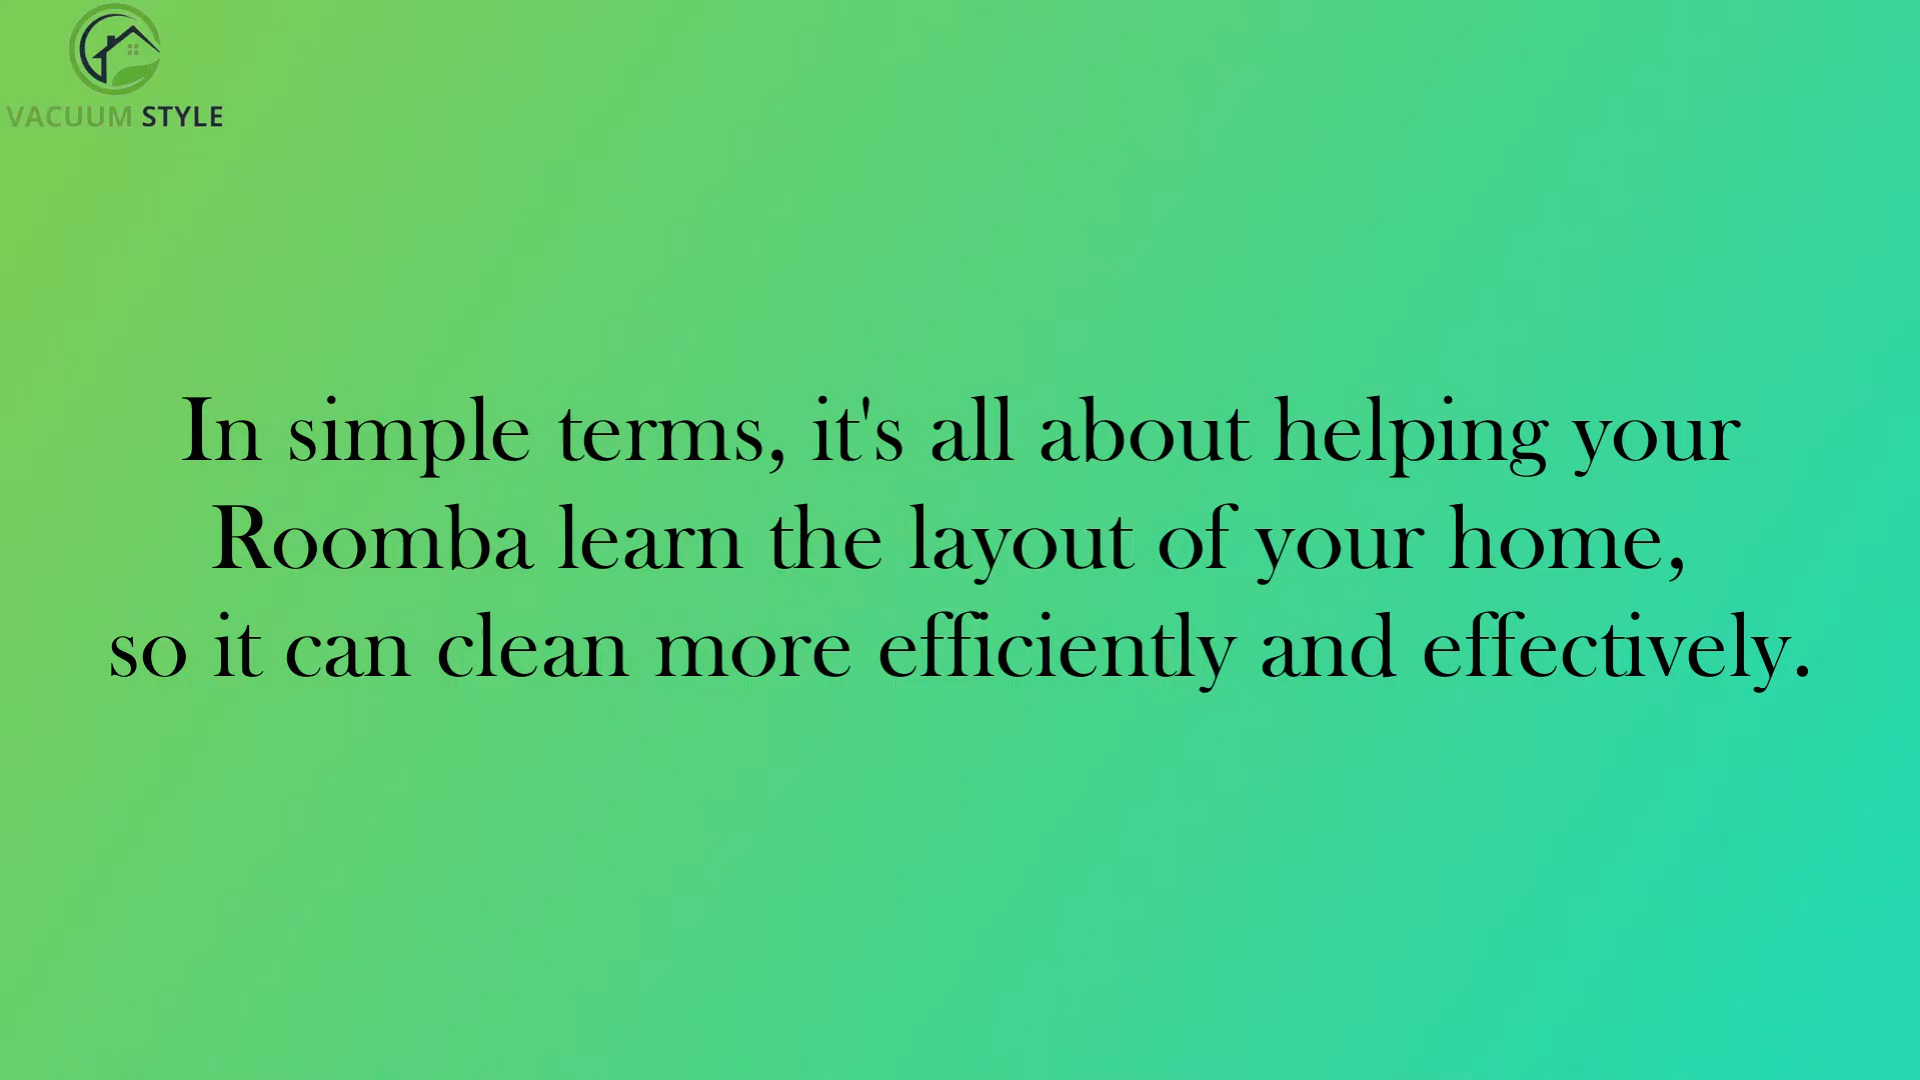 VACUUM STYLE
In simple terms, it's all about helping your
Roomba learn the layout of your home,
so it can clean more efficiently and effectively.